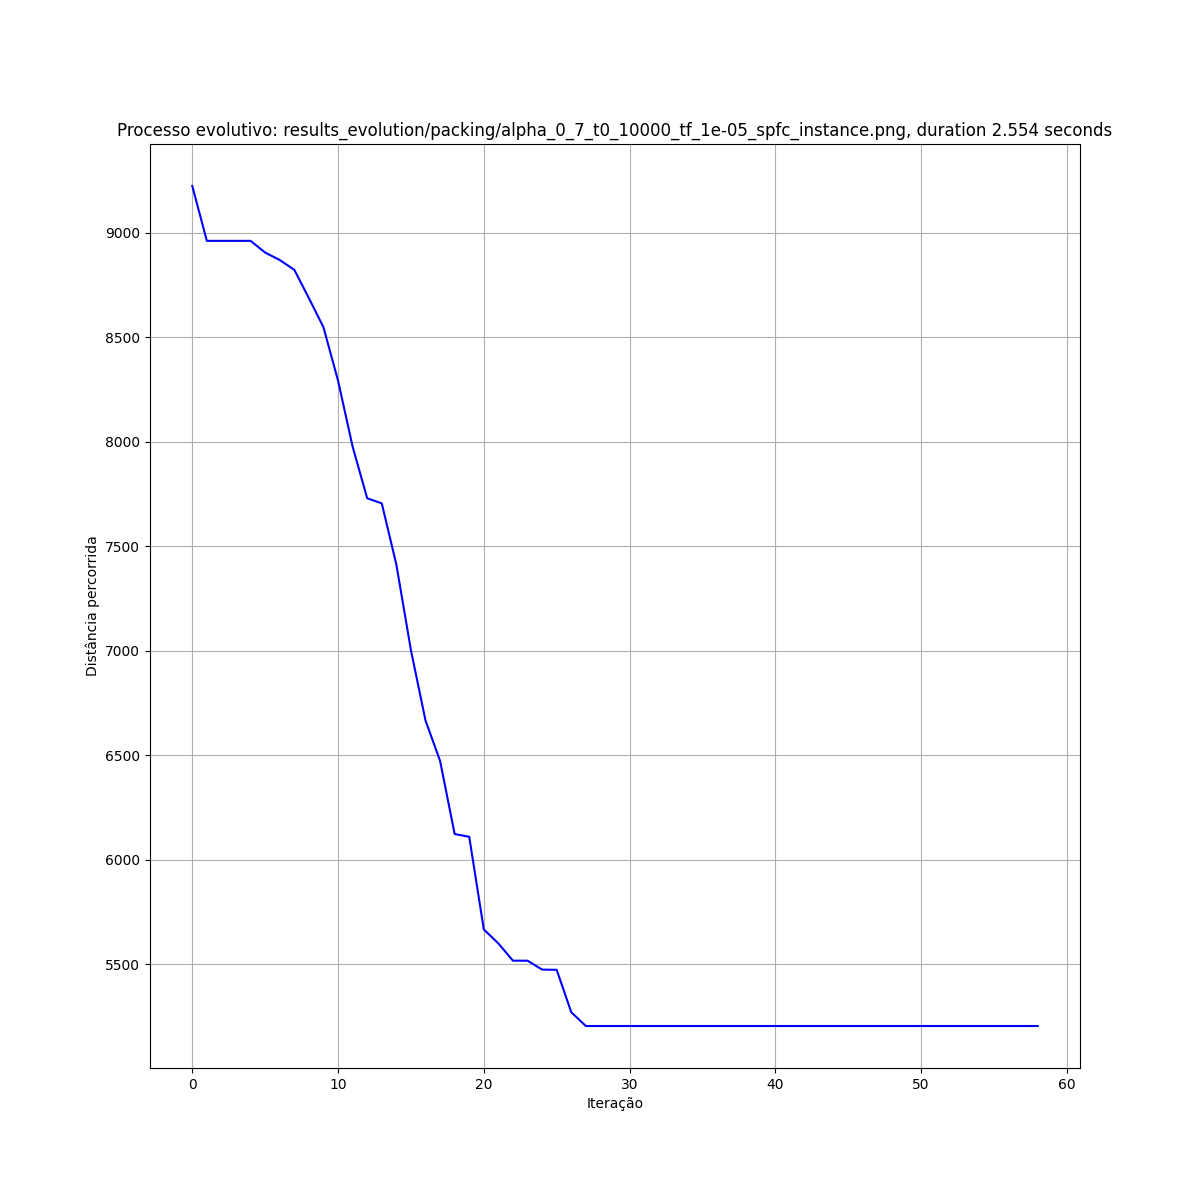 Processo evolutivo: results_evolution/packing/alpha_0_7_t0_10000_tf_1e-05_spfc_instance.png, duration 2.554 seconds
9000
8500
8000
7500
7000
6500
6000
5500
Distância percorrida
0 10 20 30 40 50 60
Iteração